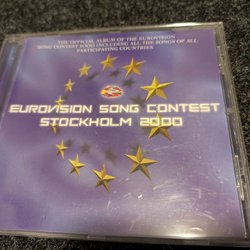 THE OFFICIAL ALBUM OF THE EUROVISION
SONG CONTEST 2000 INCLUDING ALL THE SONGS OF ALL
PARTICIPATING COUNTRIES
EUROVISION SONG CONTEST
STOCKHOLM 2000